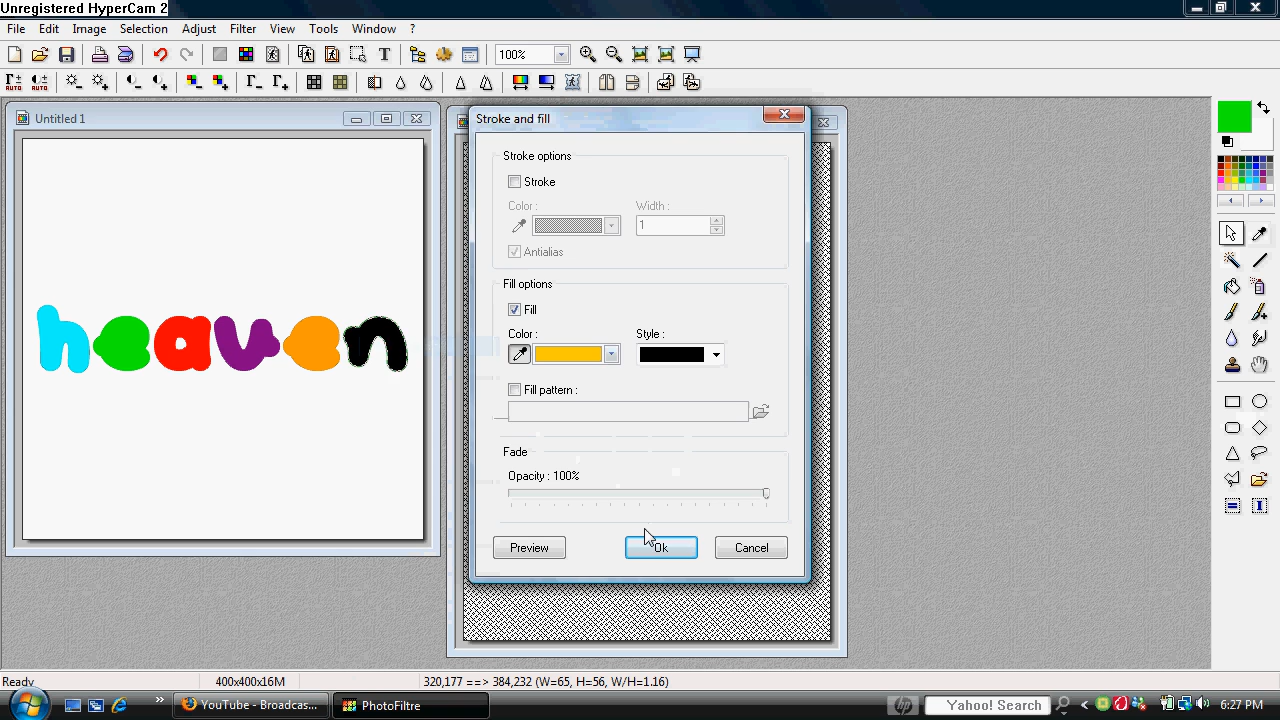 Unregistered HyperCam 2
File Edit Image Selection Adjust Filter View Tools Window ?
T 100%
AUTO AUTO
Untitled 1
Stroke and fill
Stroke options
Stroke
Color : Width :
1
Antialias
Fill options
Fill
Color : Style :
Fill pattern :
Fade
Opacity : 100%
Preview Ok Cancel
heaven
Ready 400x400x16M 320,177 ==> 384,232 (W=65, H=56, W/H=1.16)
YouTube - Broadcas... PhotoFiltre hp Yahoo! Search 6:27 PM